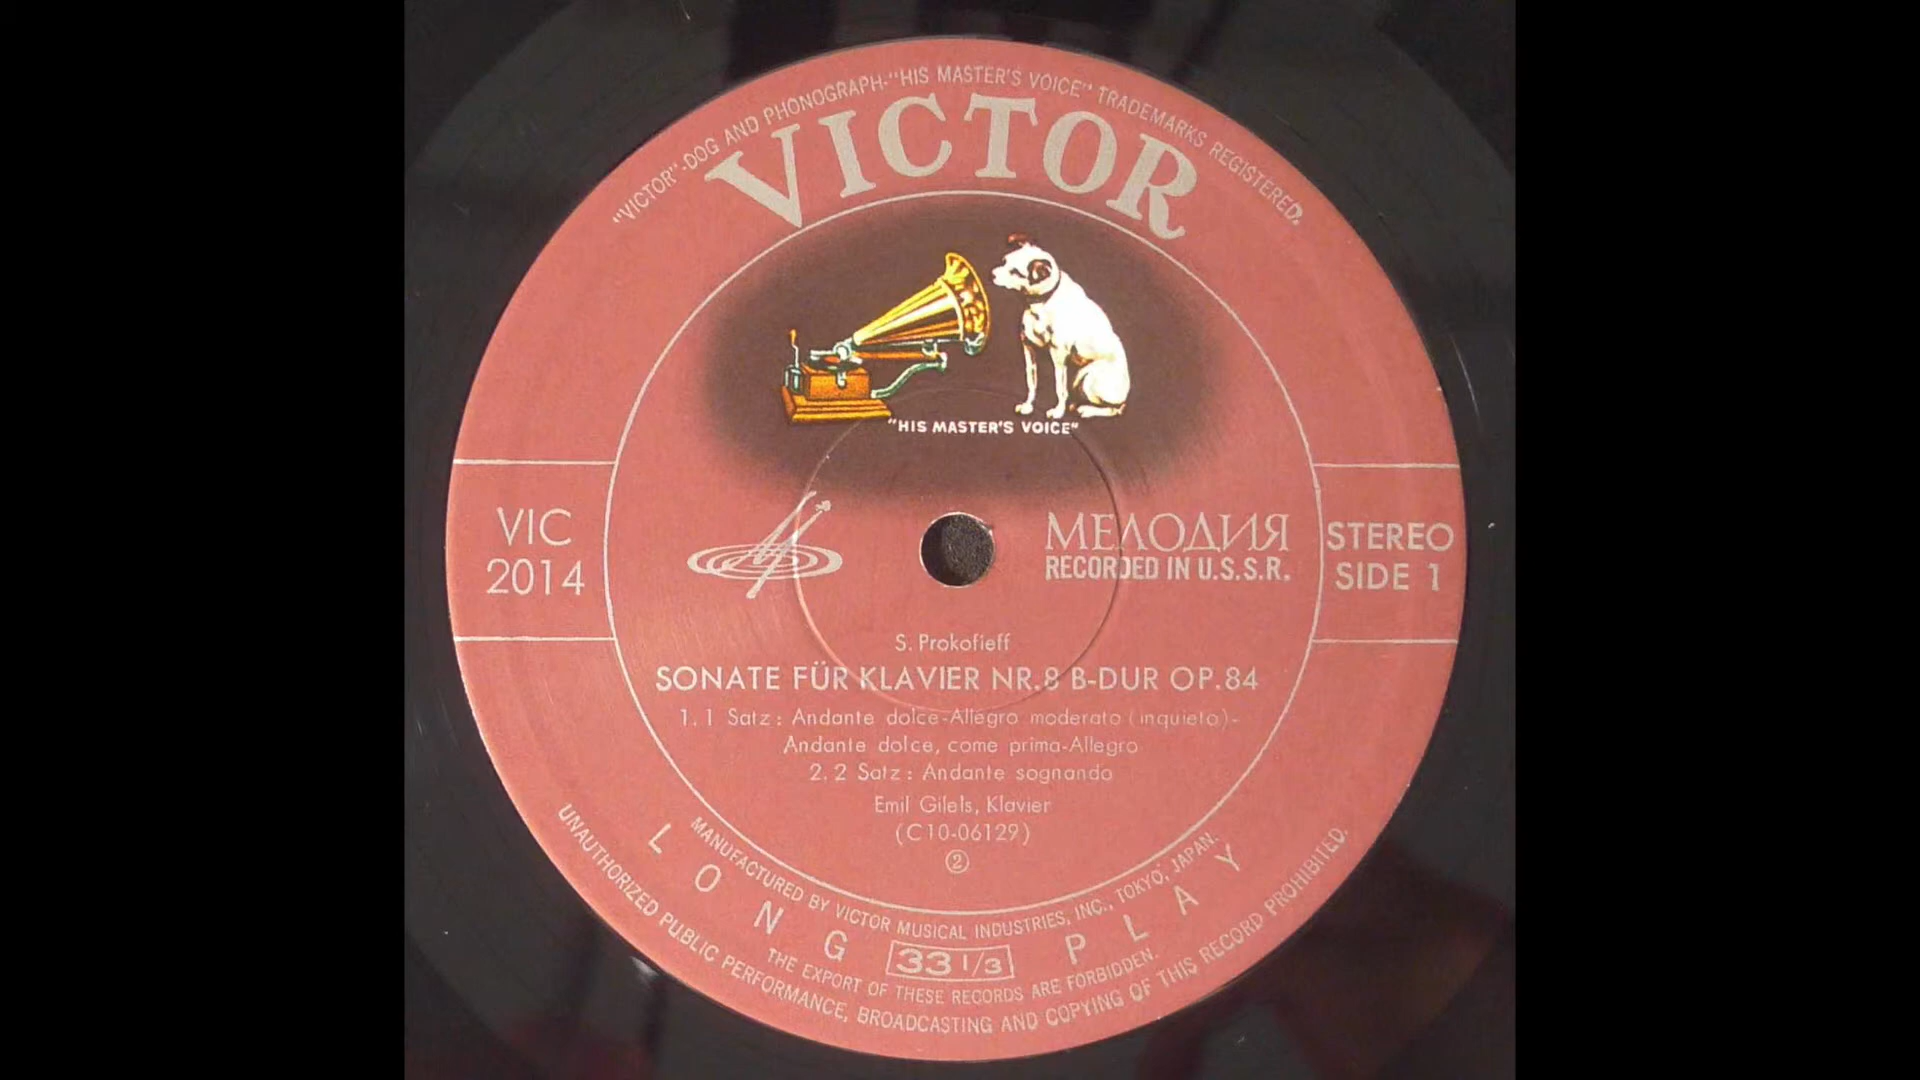 "VICTOR"-DOG AND PHONOGRAPH-"HIS MASTER'S VOICE" TRADEMARKS REGISTERED.
VICTOR
"HIS MASTER'S VOICE"
VIC
2014
МЕЛОДИЯ
RECORDED IN U.S.S.R.
STEREO
SIDE 1
S. Prokofieff
SONATE FÜR KLAVIER NR.8 B-DUR OP.84
1. 1 Satz : Andante dolce-Allegro moderato (inquieto)-
Andante dolce, come prima-Allegro
2. 2 Satz : Andante sognando
Emil Gilels, Klavier
(C10-06129)
②
MANUFACTURED BY VICTOR MUSICAL INDUSTRIES, INC., TOKYO, JAPAN.
LONG PLAY
33 1/3
THE EXPORT OF THESE RECORDS ARE FORBIDDEN.
UNAUTHORIZED PUBLIC PERFORMANCE, BROADCASTING AND COPYING OF THIS RECORD PROHIBITED.